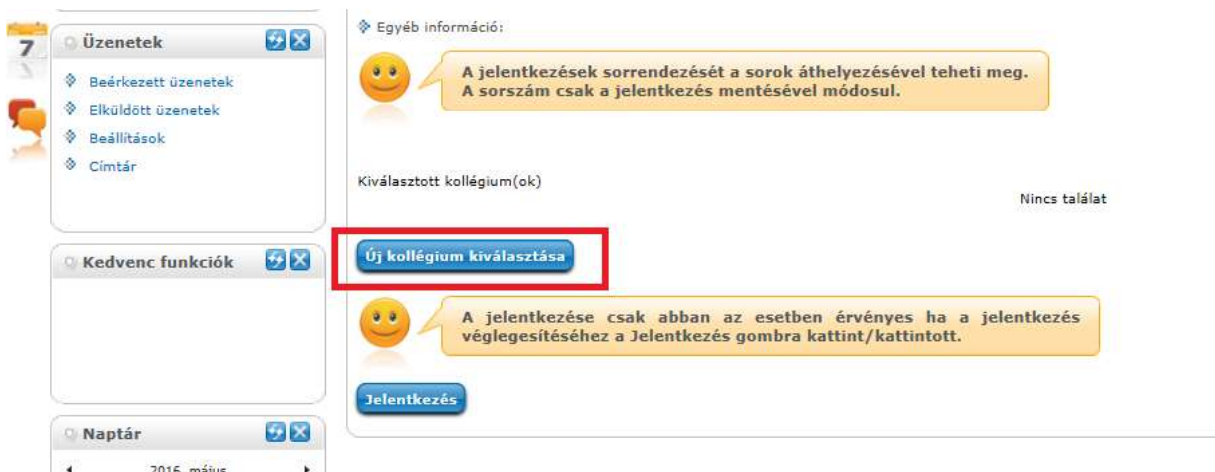 7
Üzenetek
Beérkezett üzenetek
Elküldött üzenetek
Beállítások
Címtár
Kedvenc funkciók
Naptár
2016. május
Egyéb információ:
A jelentkezések sorrendezését a sorok áthelyezésével teheti meg.
A sorszám csak a jelentkezés mentésével módosul.
Kiválasztott kollégium(ok)
Nincs találat
Új kollégium kiválasztása
A jelentkezése csak abban az esetben érvényes ha a jelentkezés
véglegesítéséhez a Jelentkezés gombra kattint/kattintott.
Jelentkezés